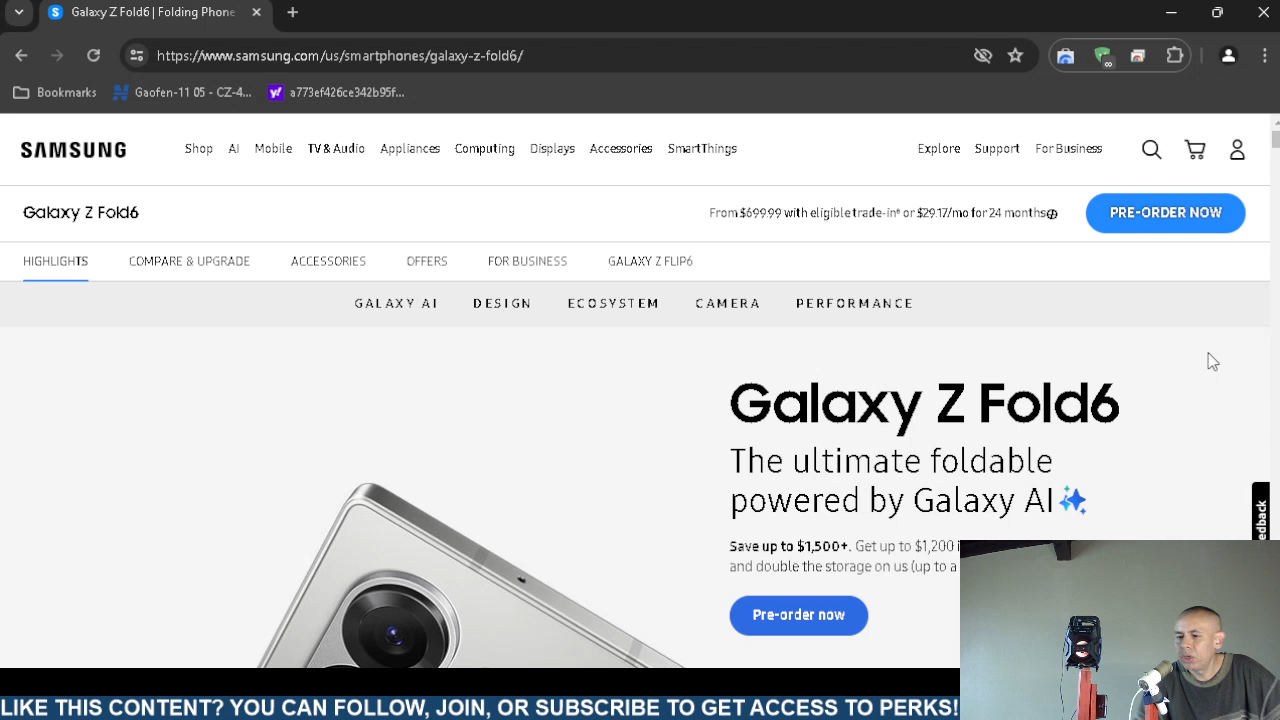 Galaxy Z Fold6 | Folding Phone
https://www.samsung.com/us/smartphones/galaxy-z-fold6/
Bookmarks
Gaofen-11 05 - CZ-4...
a773ef426ce342b95f...
SAMSUNG
Shop AI Mobile TV & Audio Appliances Computing Displays Accessories SmartThings Explore Support For Business
Galaxy Z Fold6
From $699.99 with eligible trade-in or $29.17/mo for 24 months
PRE-ORDER NOW
HIGHLIGHTS COMPARE & UPGRADE ACCESSORIES OFFERS FOR BUSINESS GALAXY Z FLIP6
GALAXY AI DESIGN ECOSYSTEM CAMERA PERFORMANCE
Galaxy Z Fold6
The ultimate foldable
powered by Galaxy AI
Save up to $1,500+. Get up to $1,200
and double the storage on us (up to a
Pre-order now
edback
LIKE THIS CONTENT? YOU CAN FOLLOW, JOIN, OR SUBSCRIBE TO GET ACCESS TO PERKS!